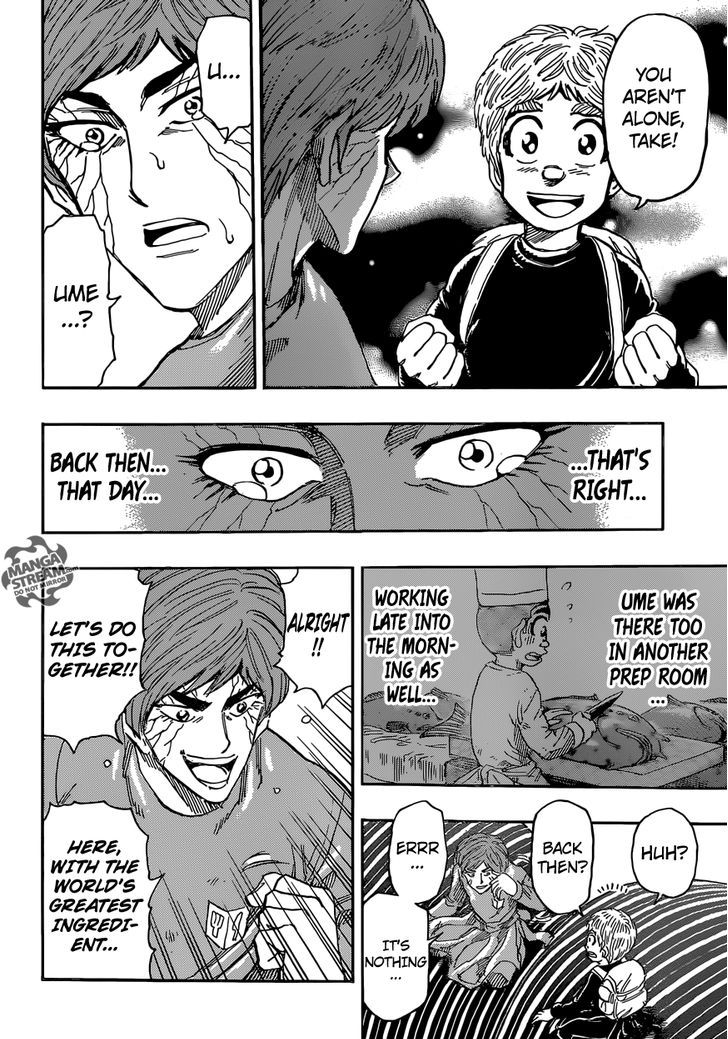 YOU
AREN'T
ALONE,
TAKE!
U...
UME
...?
...THAT'S
RIGHT...
BACK THEN...
THAT DAY...
UME WAS
THERE TOO
IN ANOTHER
PREP ROOM
...
WORKING
LATE INTO
THE MORN-
ING AS
WELL...
ALRIGHT
!!
LET'S DO
THIS TO-
GETHER!!
HERE,
WITH THE
WORLD'S
GREATEST
INGREDI-
ENT...
HUH?
BACK
THEN?
ERRR
...
IT'S
NOTHING
...
MANGA
STREAM.com
DO NOT MIRROR